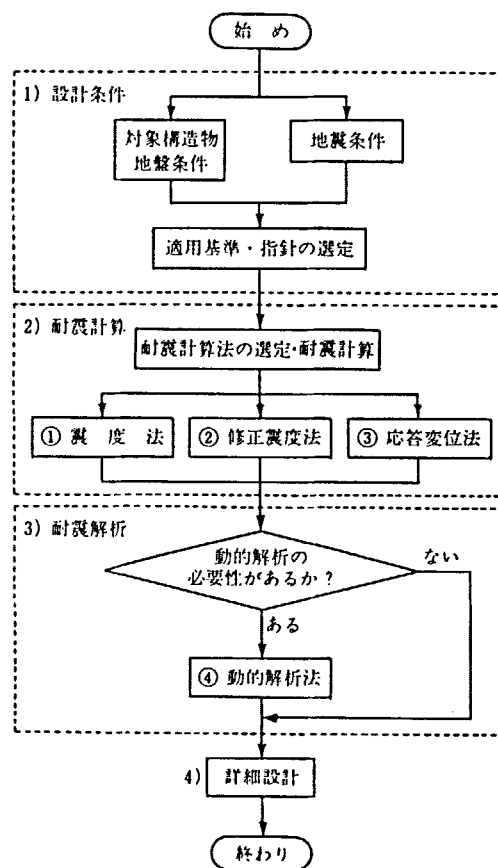 始 め
1) 設計条件
対象構造物
地盤条件
地震条件
適用基準・指針の選定
2) 耐震計算
耐震計算法の選定・耐震計算
① 震 度 法
② 修正震度法
③ 応答変位法
3) 耐震解析
動的解析の
必要性があるか?
ない
ある
④ 動的解析法
4)
詳細設計
終わり